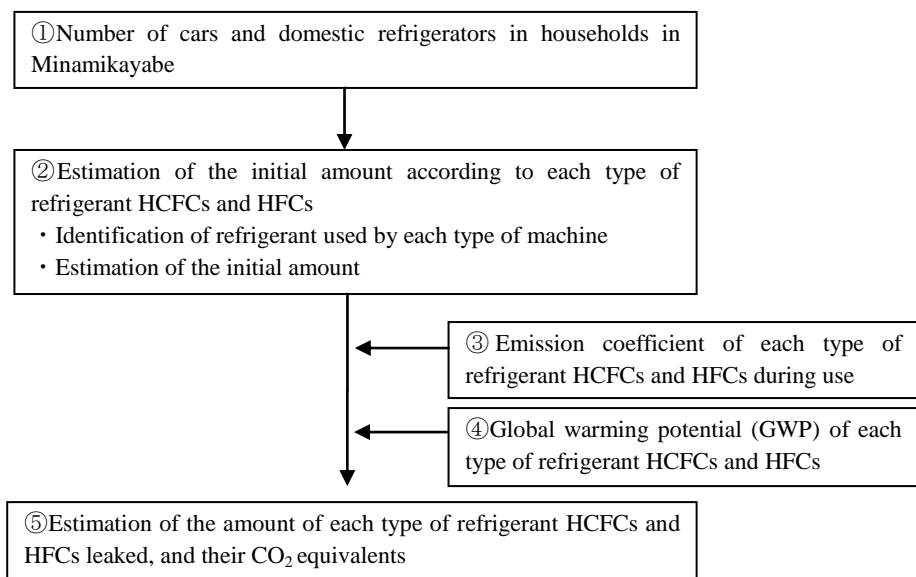 ①Number of cars and domestic refrigerators in households in
Minamikayabe
②Estimation of the initial amount according to each type of
refrigerant HCFCs and HFCs
・Identification of refrigerant used by each type of machine
・Estimation of the initial amount
③ Emission coefficient of each type of
refrigerant HCFCs and HFCs during use
④Global warming potential (GWP) of each
type of refrigerant HCFCs and HFCs
⑤Estimation of the amount of each type of refrigerant HCFCs and
HFCs leaked, and their CO₂ equivalents